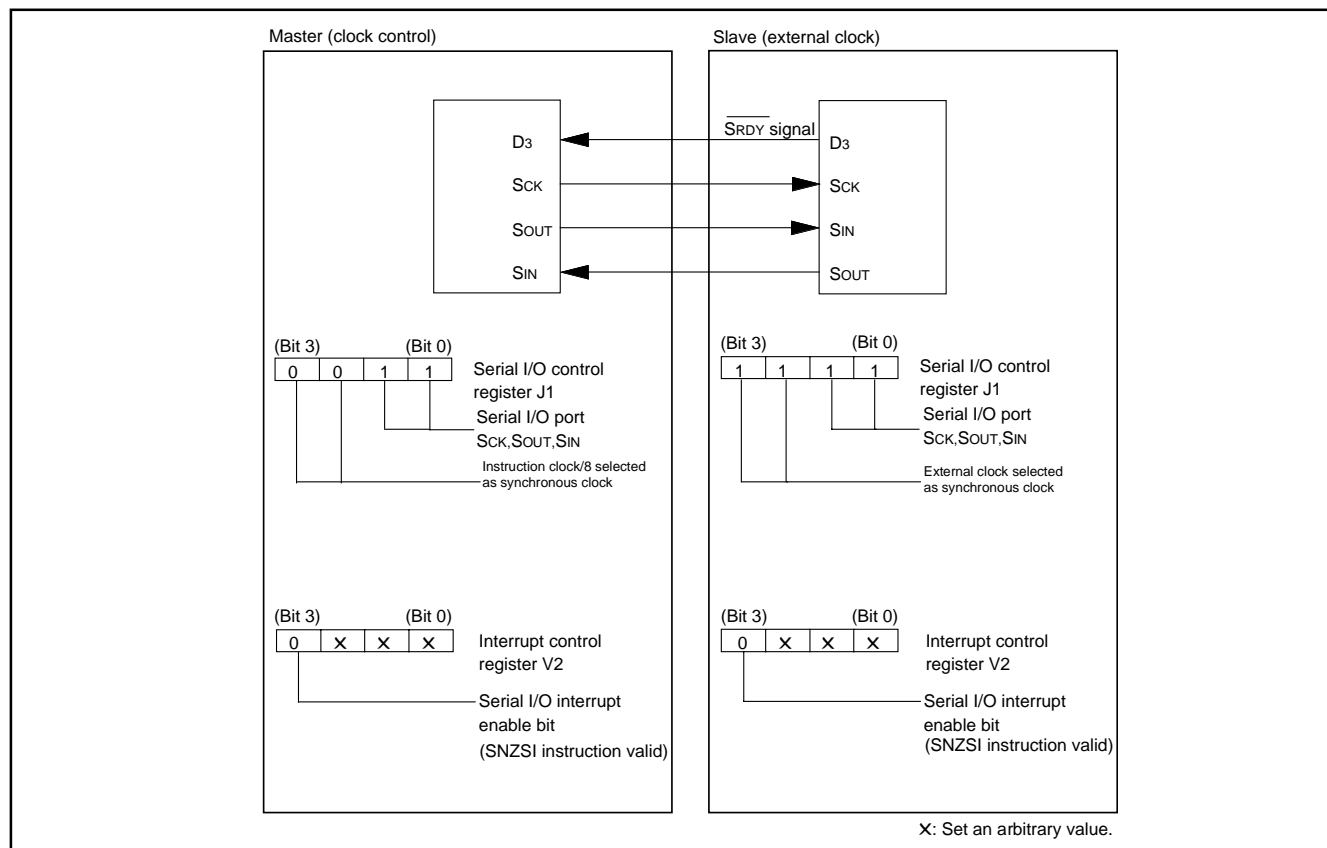 Master (clock control)
D3
SCK
SOUT
SIN
(Bit 3) (Bit 0)
0 0 1 1
Serial I/O control
register J1
Serial I/O port
SCK,SOUT,SIN
Instruction clock/8 selected
as synchronous clock
(Bit 3) (Bit 0)
0 × × ×
Interrupt control
register V2
Serial I/O interrupt
enable bit
(SNZSI instruction valid)
Slave (external clock)
SRDY signal
D3
SCK
SIN
SOUT
(Bit 3) (Bit 0)
1 1 1 1
Serial I/O control
register J1
Serial I/O port
SCK,SOUT,SIN
External clock selected
as synchronous clock
(Bit 3) (Bit 0)
0 × × ×
Interrupt control
register V2
Serial I/O interrupt
enable bit
(SNZSI instruction valid)
×: Set an arbitrary value.